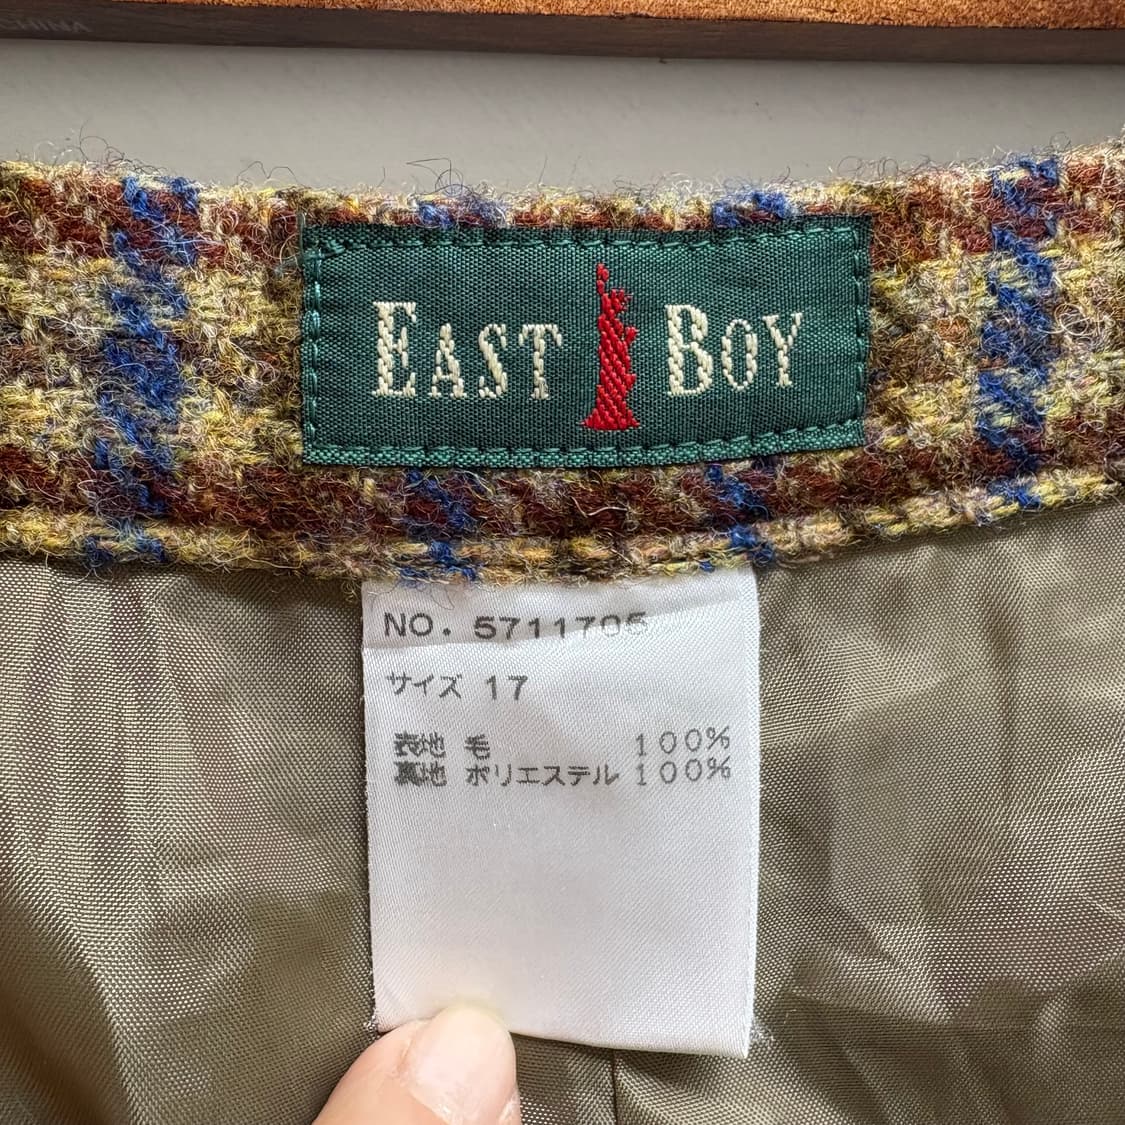 CHINA
EAST BOY
NO. 5711705
サイズ 17
表地 毛 100%
裏地 ポリエステル 100%